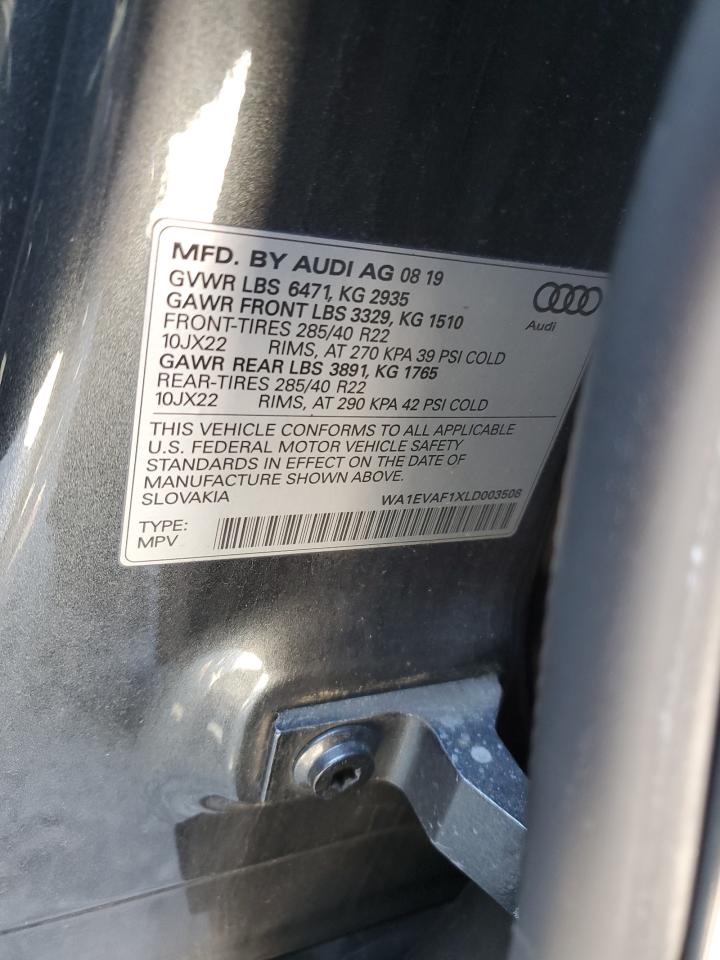 MFD. BY AUDI AG 08 19
GVWR LBS 6471, KG 2935
GAWR FRONT LBS 3329, KG 1510
FRONT-TIRES 285/40 R22
10JX22 RIMS, AT 270 KPA 39 PSI COLD
GAWR REAR LBS 3891, KG 1765
REAR-TIRES 285/40 R22
10JX22 RIMS, AT 290 KPA 42 PSI COLD
Audi
THIS VEHICLE CONFORMS TO ALL APPLICABLE
U.S. FEDERAL MOTOR VEHICLE SAFETY
STANDARDS IN EFFECT ON THE DATE OF
MANUFACTURE SHOWN ABOVE.
SLOVAKIA WA1EVAF1XLD003508
TYPE:
MPV